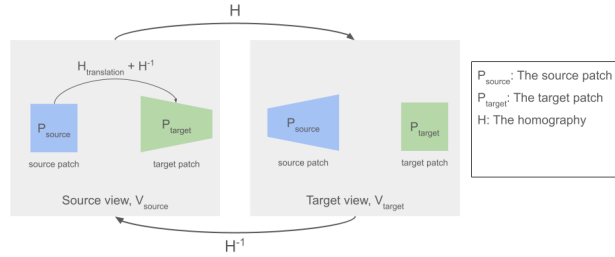 H
H_translation + H^-1
P_source
P_target
source patch
target patch
Source view, V_source
P_source
P_target
source patch
target patch
Target view, V_target
H^-1
P_source: The source patch
P_target: The target patch
H: The homography